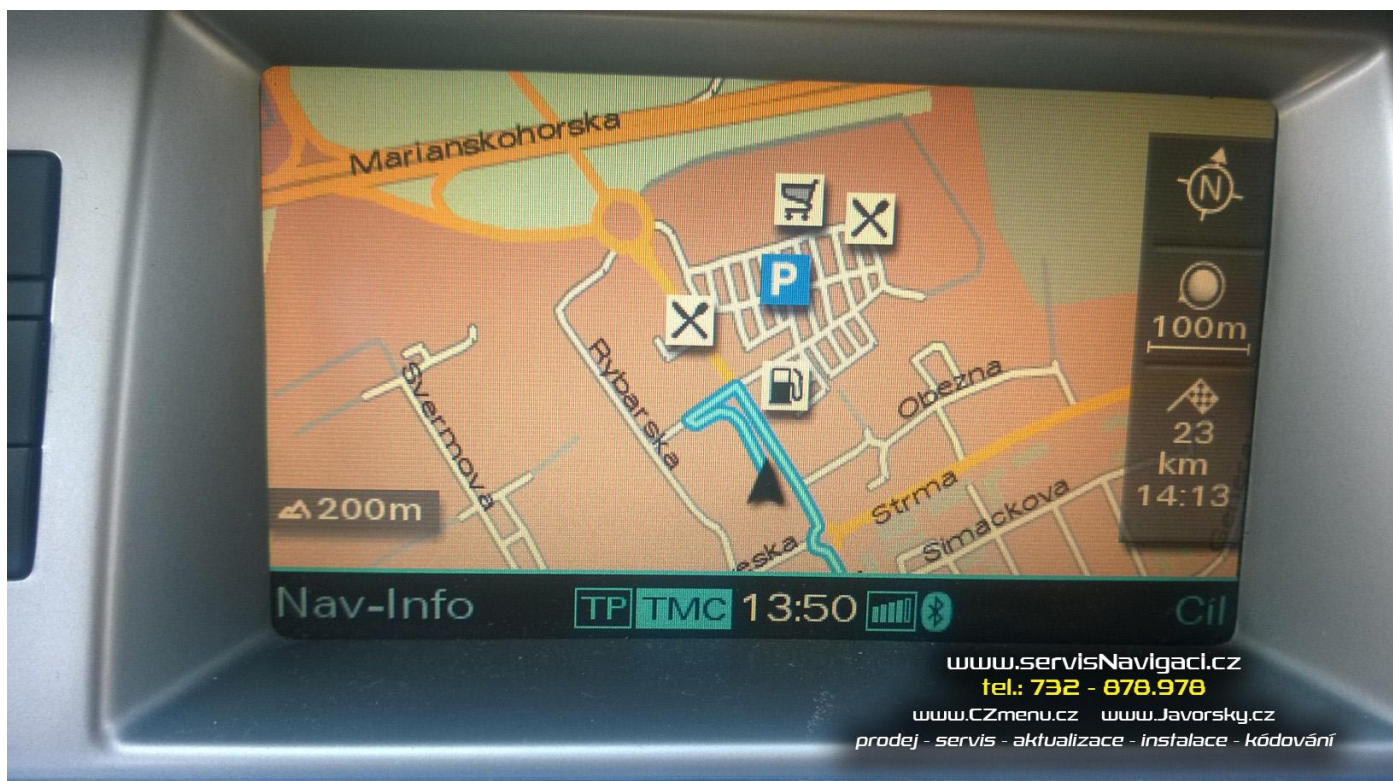 Marianskohorska
N
P
100m
Rybarska
Svermova
Obezna
23
km
14:13
Strma
Simackova
200m
eska
Nav-Info
TP
TMC
13:50
Cíl
www.servisNavigaci.cz
tel.: 732 - 878.978
www.CZmenu.cz www.Javorsky.cz
prodej - servis - aktualizace - instalace - kódování